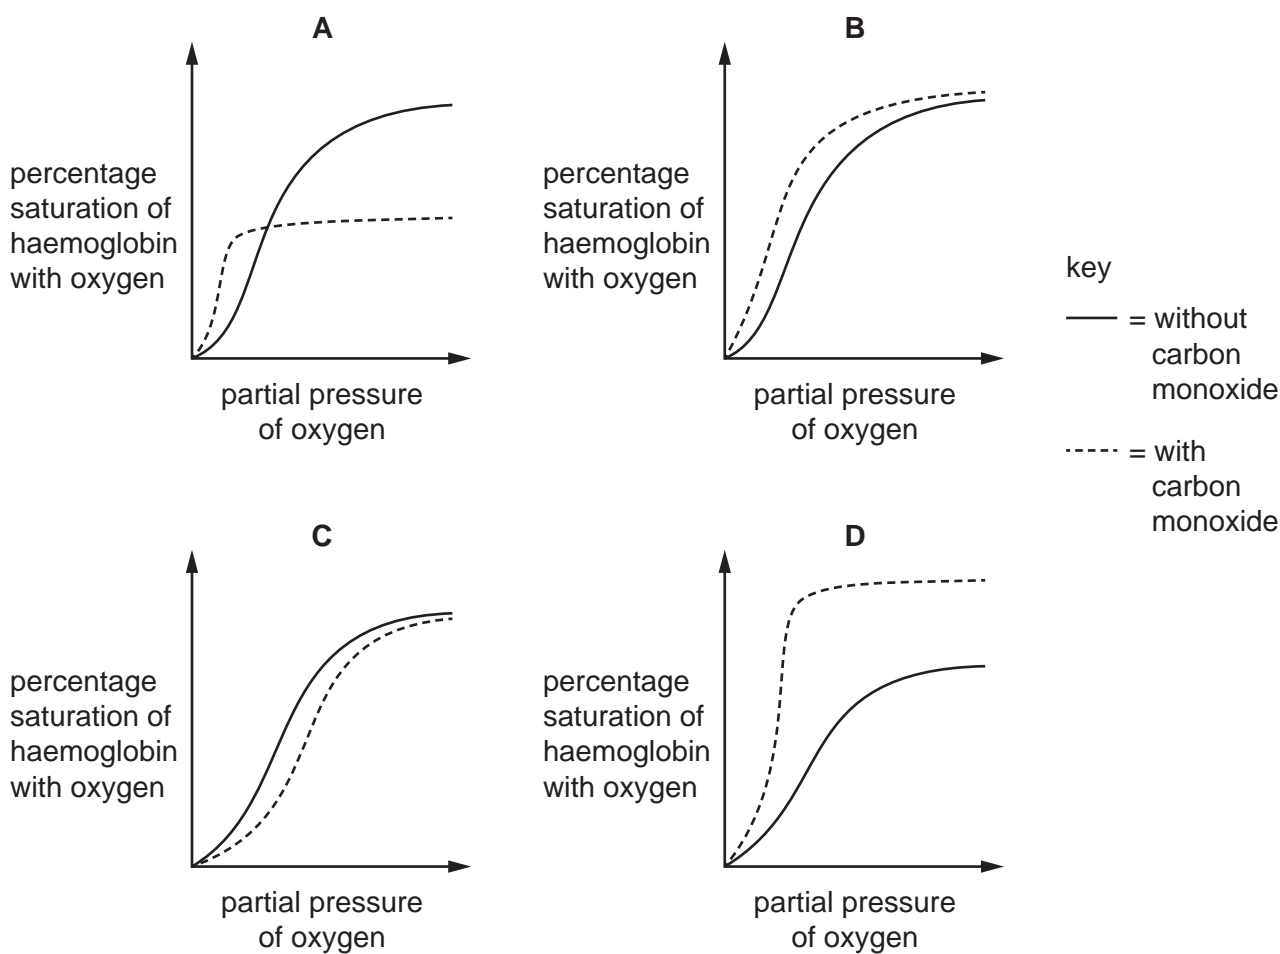 A
percentage
saturation of
haemoglobin
with oxygen
partial pressure
of oxygen
B
percentage
saturation of
haemoglobin
with oxygen
partial pressure
of oxygen
key
= without
carbon
monoxide
= with
carbon
monoxide
C
percentage
saturation of
haemoglobin
with oxygen
partial pressure
of oxygen
D
percentage
saturation of
haemoglobin
with oxygen
partial pressure
of oxygen